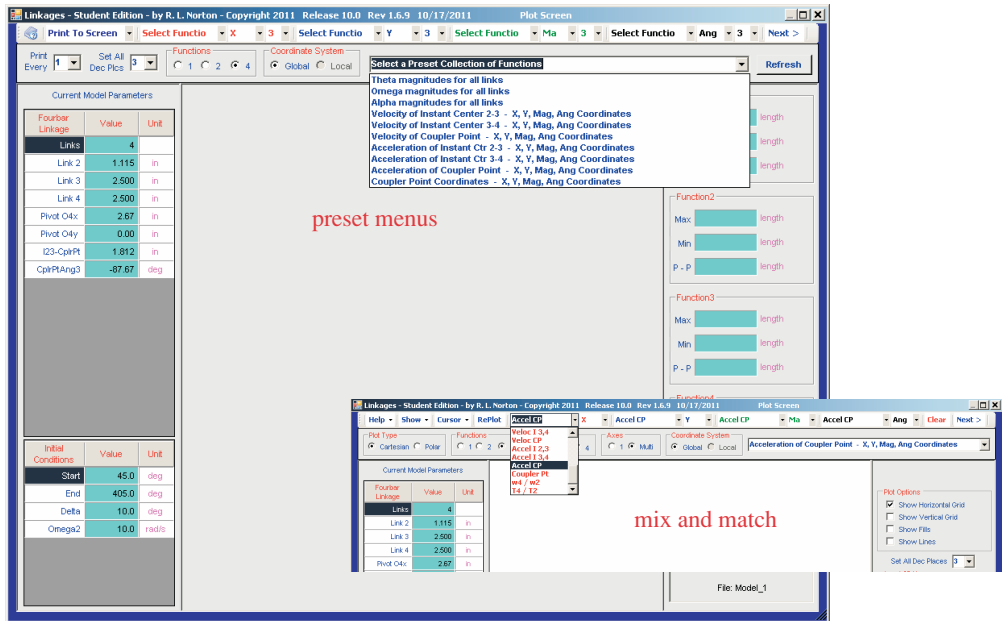 Linkages - Student Edition - by R. L. Norton - Copyright 2011 Release 10.0 Rev 1.6.9 10/17/2011 Plot Screen
Print To Screen Select Functio X 3 Select Functio Y 3 Select Functio Ma 3 Select Functio Ang 3 Next >
Print Every 1 Set All Dec Plcs 3 Functions 1 2 4 Coordinate System Global Local Select a Preset Collection of Functions Refresh
Theta magnitudes for all links
Omega magnitudes for all links
Alpha magnitudes for all links
Velocity of Instant Center 2-3 - X, Y, Mag, Ang Coordinates
Velocity of Instant Center 3-4 - X, Y, Mag, Ang Coordinates
Velocity of Coupler Point - X, Y, Mag, Ang Coordinates
Acceleration of Instant Ctr 2-3 - X, Y, Mag, Ang Coordinates
Acceleration of Instant Ctr 3-4 - X, Y, Mag, Ang Coordinates
Acceleration of Coupler Point - X, Y, Mag, Ang Coordinates
Coupler Point Coordinates - X, Y, Mag, Ang Coordinates
Current Model Parameters
Fourbar Linkage Value Unit
Links 4
Link 2 1.115 in
Link 3 2.500 in
Link 4 2.500 in
Pivot O4x 2.67 in
Pivot O4y 0.00 in
I23-CplrPt 1.812 in
CplrPtAng3 -87.67 deg
Initial Conditions Value Unit
Start 45.0 deg
End 405.0 deg
Delta 10.0 deg
Omega2 10.0 rad/s
preset menus
length
length
length
Function2
Max length
Min length
P - P length
Function3
Max length
Min length
P - P length
Linkages - Student Edition - by R. L. Norton - Copyright 2011 Release 10.0 Rev 1.6.9 10/17/2011 Plot Screen
Help Show Cursor RePlot Accel CP X Accel CP Y Accel CP Ma Accel CP Ang Clear Next >
Plot Type Cartesian Polar Functions 1 2 4 Axes 1 Multi Coordinate System Global Local Acceleration of Coupler Point - X, Y, Mag, Ang Coordinates
Veloc I 3,4
Veloc CP
Accel I 2,3
Accel I 3,4
Accel CP
Coupler Pt
w4 / w2
T4 / T2
Current Model Parameters
Fourbar Linkage Value Unit
Links 4
Link 2 1.115 in
Link 3 2.500 in
Link 4 2.500 in
Pivot O4x 2.67 in
mix and match
Plot Options
Show Horizontal Grid
Show Vertical Grid
Show Fills
Show Lines
Set All Dec Places 3
File: Model_1